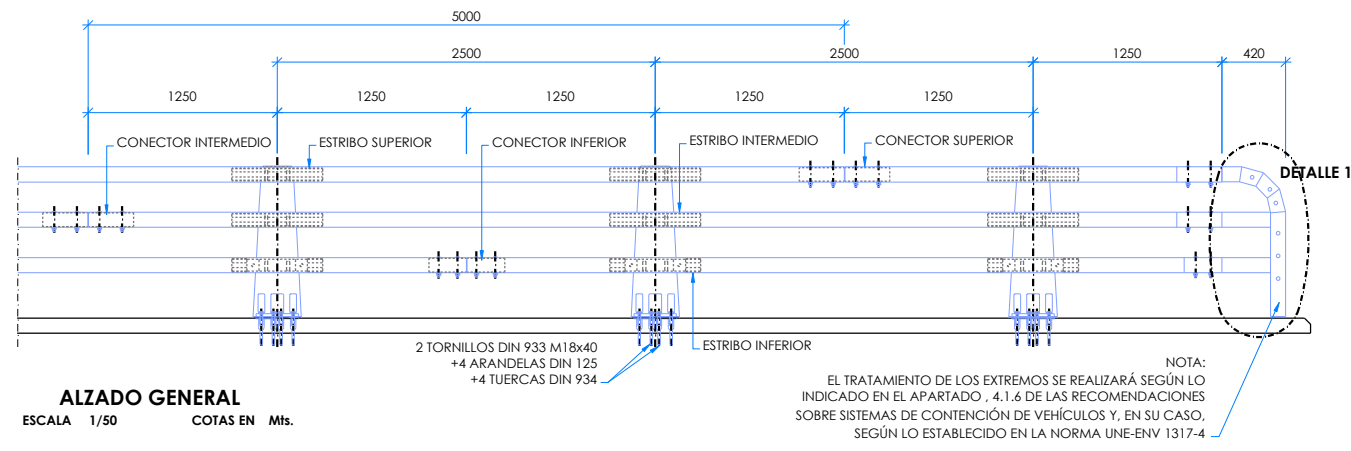 5000
2500
2500
1250
420
1250
1250
1250
1250
1250
CONECTOR INTERMEDIO
ESTRIBO SUPERIOR
CONECTOR INFERIOR
ESTRIBO INTERMEDIO
CONECTOR SUPERIOR
DETALLE 1
2 TORNILLOS DIN 933 M18x40
+4 ARANDELAS DIN 125
+4 TUERCAS DIN 934
ESTRIBO INFERIOR
NOTA:
EL TRATAMIENTO DE LOS EXTREMOS SE REALIZARÁ SEGÚN LO
INDICADO EN EL APARTADO , 4.1.6 DE LAS RECOMENDACIONES
SOBRE SISTEMAS DE CONTENCIÓN DE VEHÍCULOS Y, EN SU CASO,
SEGÚN LO ESTABLECIDO EN LA NORMA UNE-ENV 1317-4
ALZADO GENERAL
ESCALA 1/50 COTAS EN Mts.